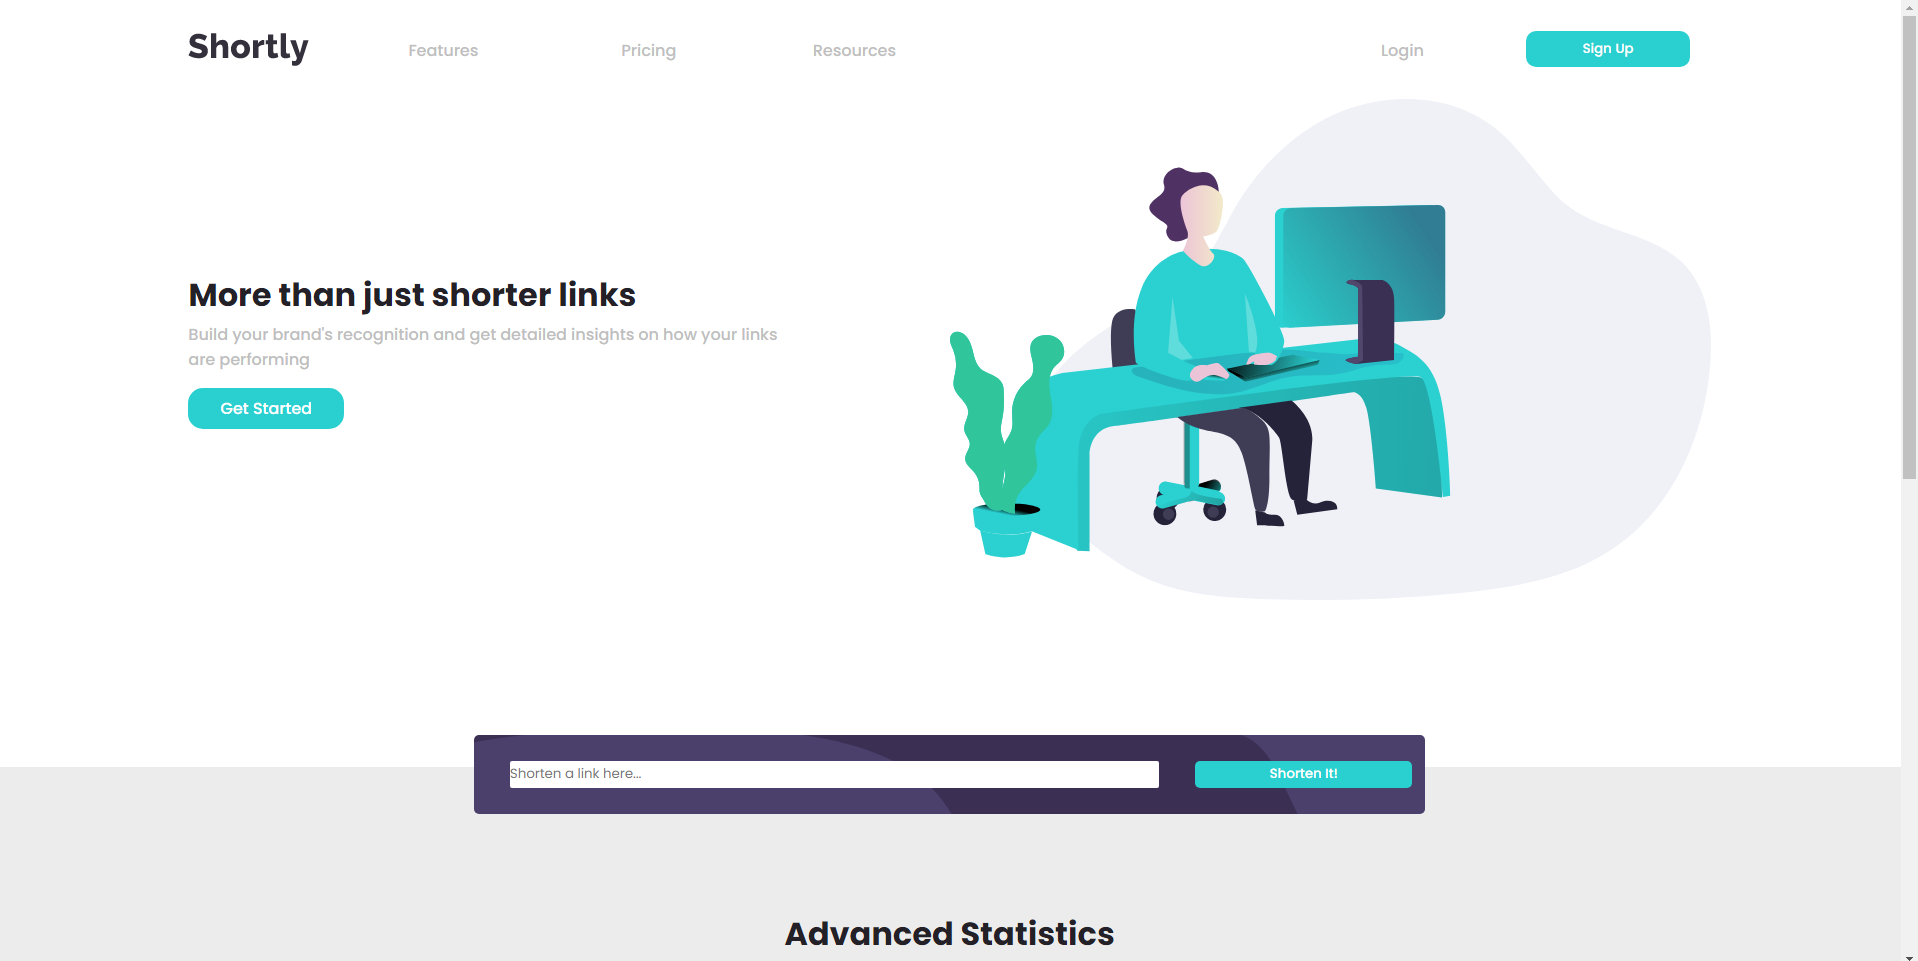 Shortly
Features
Pricing
Resources
Login
Sign Up
More than just shorter links
Build your brand's recognition and get detailed insights on how your links
are performing
Get Started
Shorten a link here...
Shorten It!
Advanced Statistics